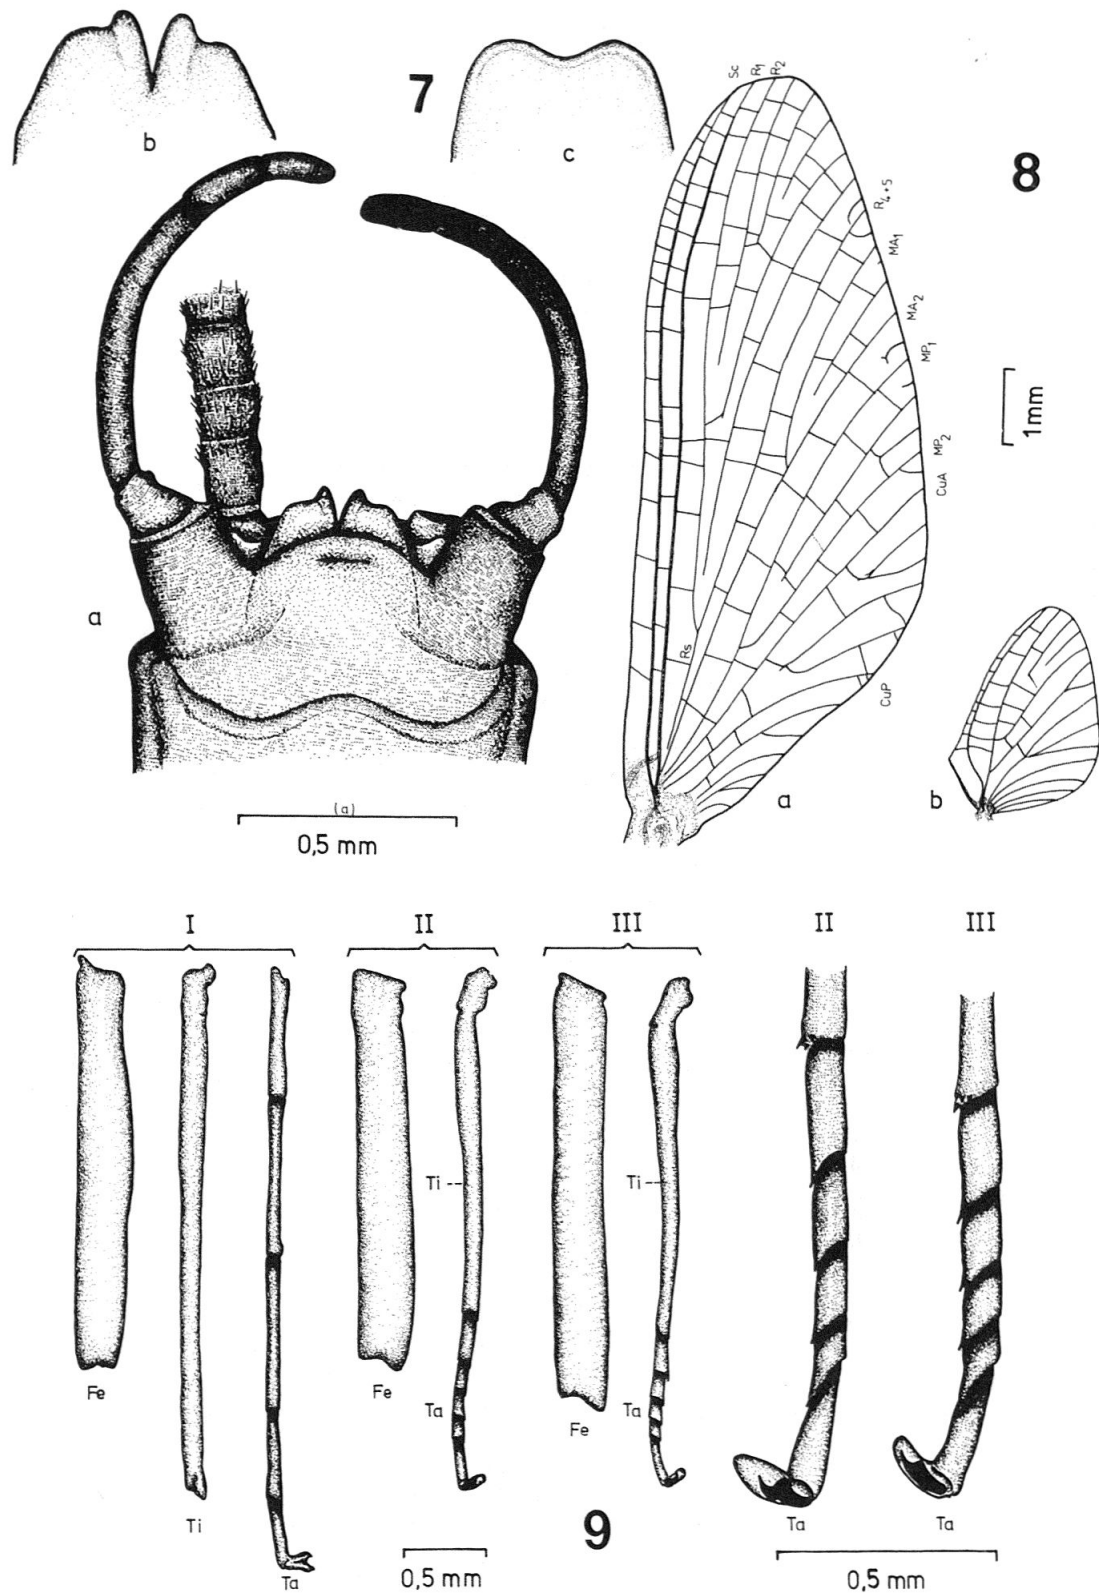 7
b
c
a
(a)
0,5 mm
8
Sc
R1
R2
R4+5
MA1
MA2
MP1
MP2
CuA
CuP
Rs
1mm
a
b
I
II
III
II
III
Fe
Ti
Ta
Fe
Ti
Ta
Fe
Ti
Ta
Ta
Ta
9
0,5 mm
0,5 mm